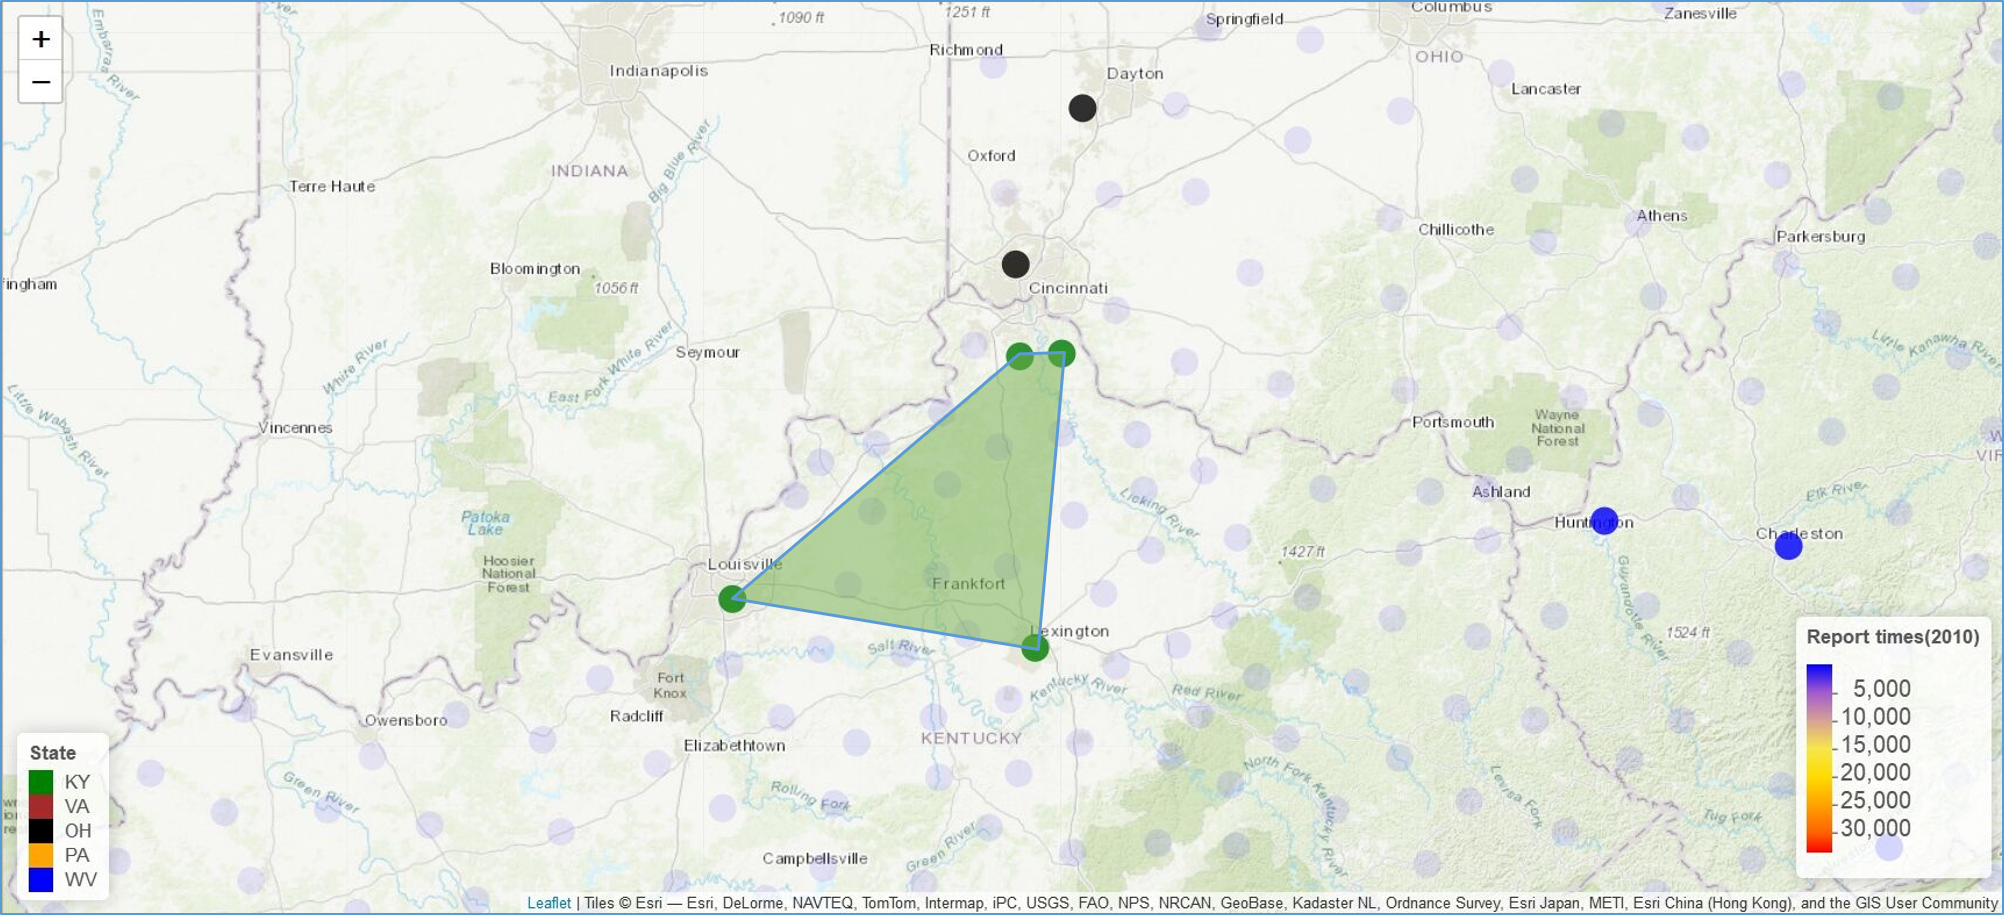 +
−
1090 ft
1251 ft
Springfield
Columbus
Zanesville
Embarras River
Richmond
Indianapolis
Dayton
OHIO
Lancaster
Oxford
INDIANA
Big Blue River
Terre Haute
Athens
Chillicothe
Parkersburg
Bloomington
1056 ft
Cincinnati
Seymour
White River
East Fork White River
Little Kanawha River
Little Wabash River
Vincennes
Portsmouth
Wayne
National
Forest
Patoka
Lake
Licking River
Ashland
Elk River
Huntington
Charleston
Hoosier
National
Forest
Louisville
Frankfort
1427 ft
Guyandotte River
Lexington
1524 ft
Evansville
Salt River
Fort
Knox
Kentucky River
Red River
Owensboro
Radcliff
Elizabethtown
KENTUCKY
Green River
Rolling Fork
North Fork Kentucky River
Levisa Fork
Tug Fork
Campbellsville
Green River
State
KY
VA
OH
PA
WV
Report times(2010)
5,000
10,000
15,000
20,000
25,000
30,000
Leaflet | Tiles © Esri — Esri, DeLorme, NAVTEQ, TomTom, Intermap, iPC, USGS, FAO, NPS, NRCAN, GeoBase, Kadaster NL, Ordnance Survey, Esri Japan, METI, Esri China (Hong Kong), and the GIS User Community